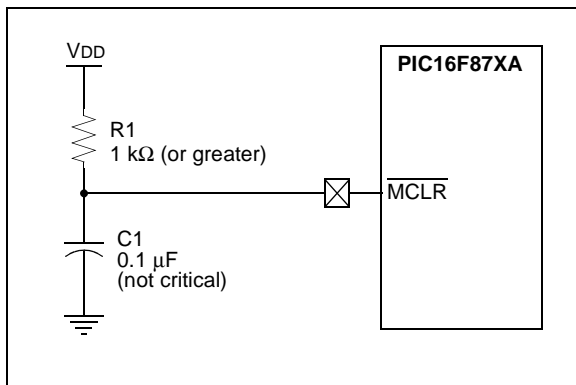 VDD
PIC16F87XA
R1
1 kΩ (or greater)
MCLR
C1
0.1 μF
(not critical)